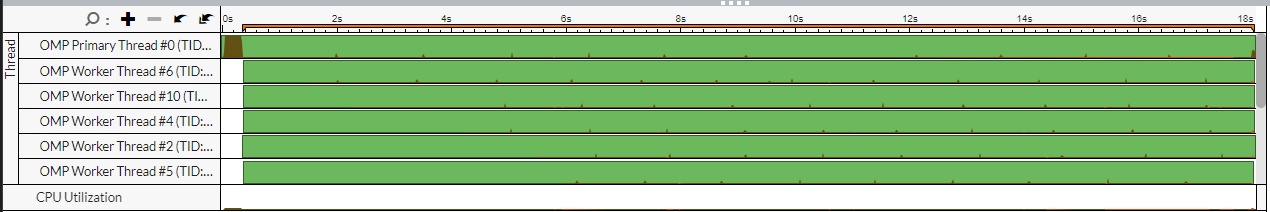 : 0s 2s 4s 6s 8s 10s 12s 14s 16s 18s
Thread
OMP Primary Thread #0 (TID...
OMP Worker Thread #6 (TID:...
OMP Worker Thread #10 (TI...
OMP Worker Thread #4 (TID:...
OMP Worker Thread #2 (TID:...
OMP Worker Thread #5 (TID:...
CPU Utilization